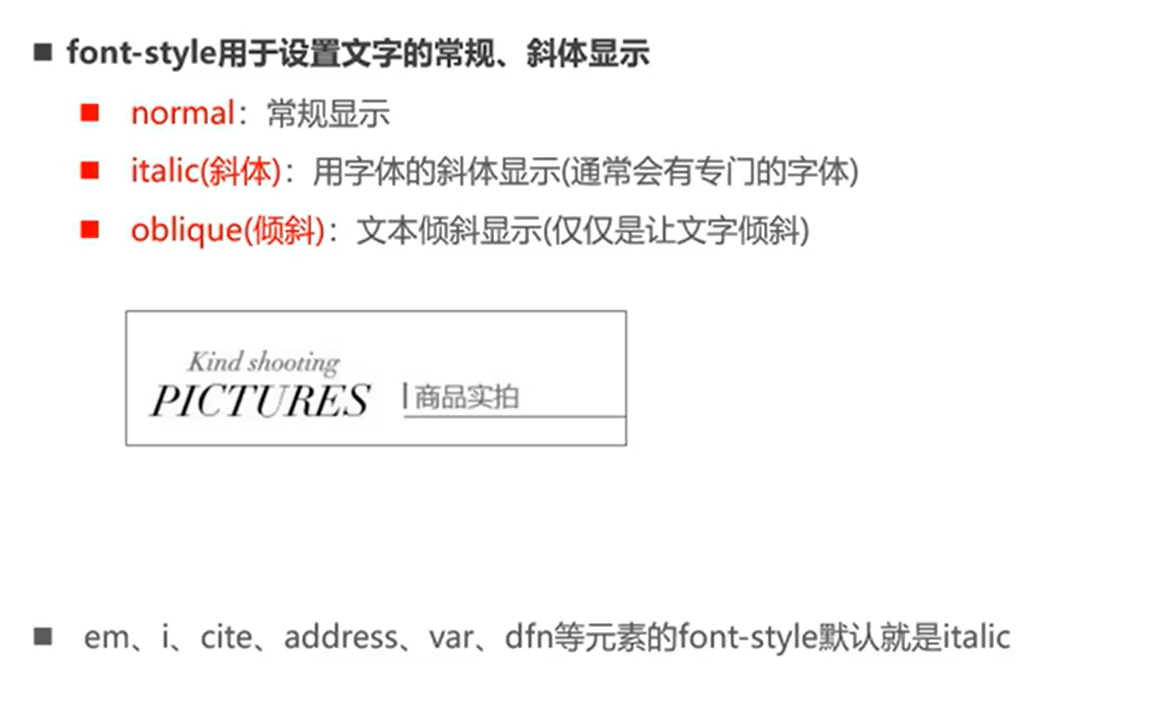 font-style用于设置文字的常规、斜体显示
normal：常规显示
italic(斜体)：用字体的斜体显示(通常会有专门的字体)
oblique(倾斜)：文本倾斜显示(仅仅是让文字倾斜)
Kind shooting
PICTURES
商品实拍
em、i、cite、address、var、dfn等元素的font-style默认就是italic